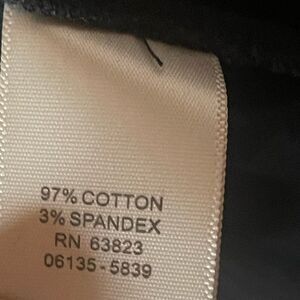 97% COTTON
3% SPANDEX
RN 63823
06135-5839